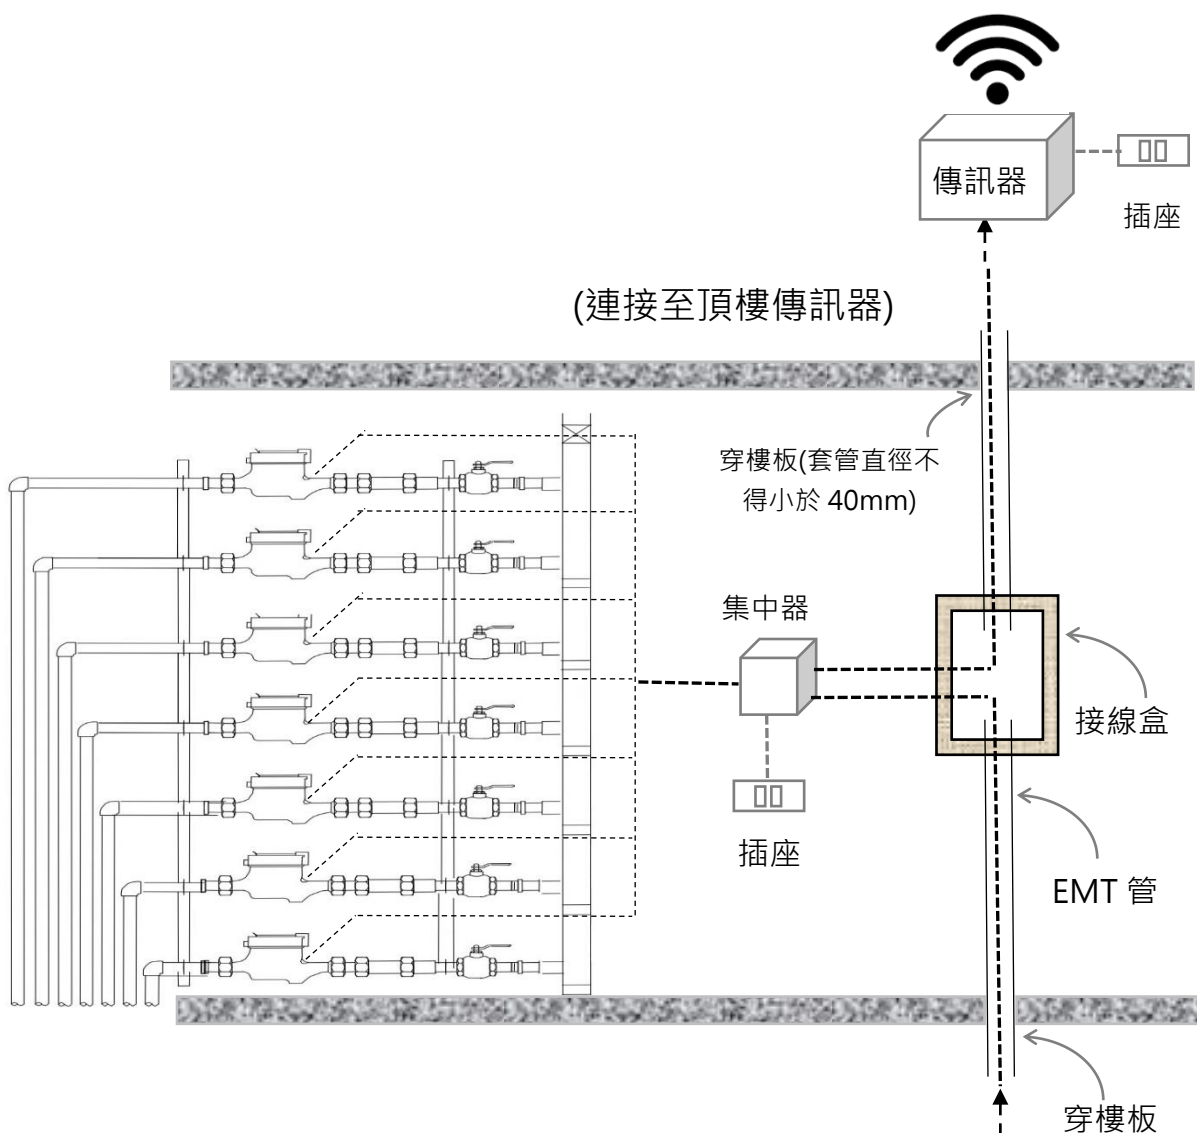 傳訊器
插座
(連接至頂樓傳訊器)
穿樓板(套管直徑不
得小於 40mm)
集中器
接線盒
插座
EMT 管
穿樓板